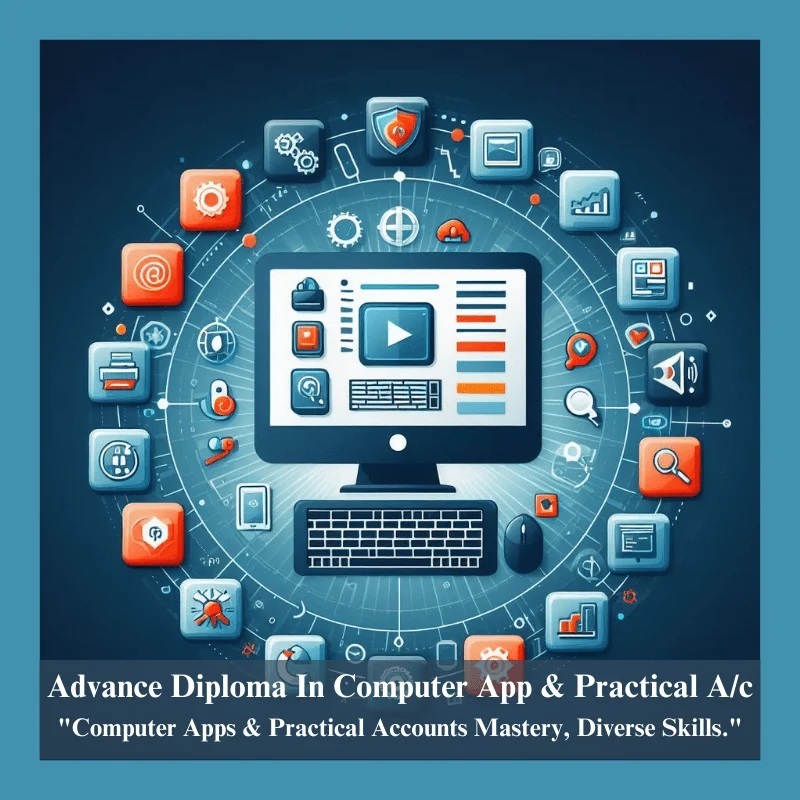 Advance Diploma In Computer App & Practical A/c
"Computer Apps & Practical Accounts Mastery, Diverse Skills."